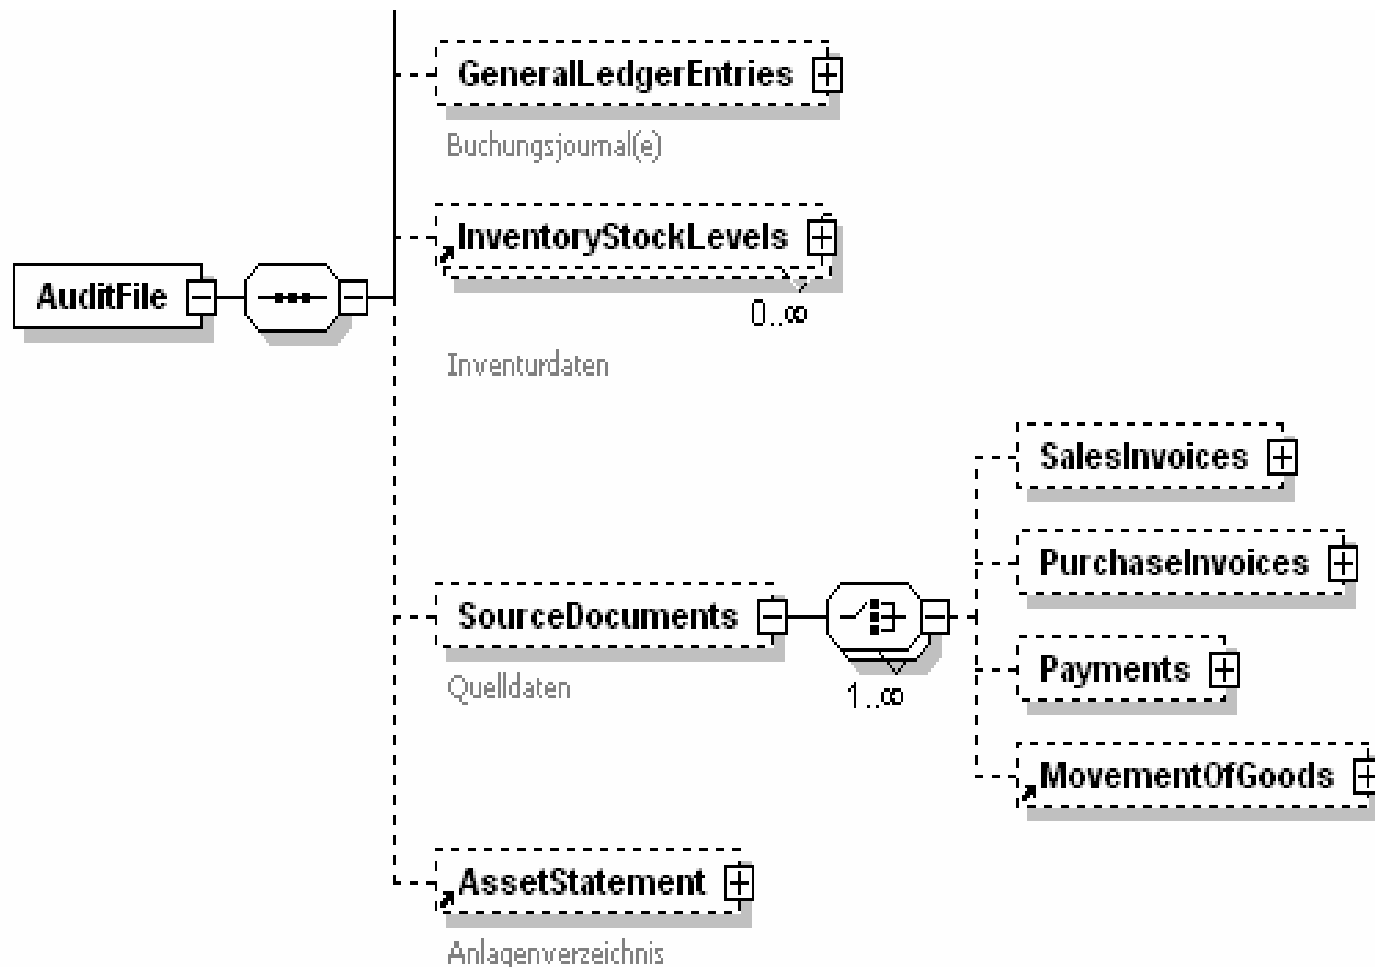 GeneralLedgerEntries
Buchungsjournal(e)
InventoryStockLevels
0..∞
Inventurdaten
AuditFile
SalesInvoices
PurchaseInvoices
SourceDocuments
Quelldaten
1..∞
Payments
MovementOfGoods
AssetStatement
Anlagenverzeichnis